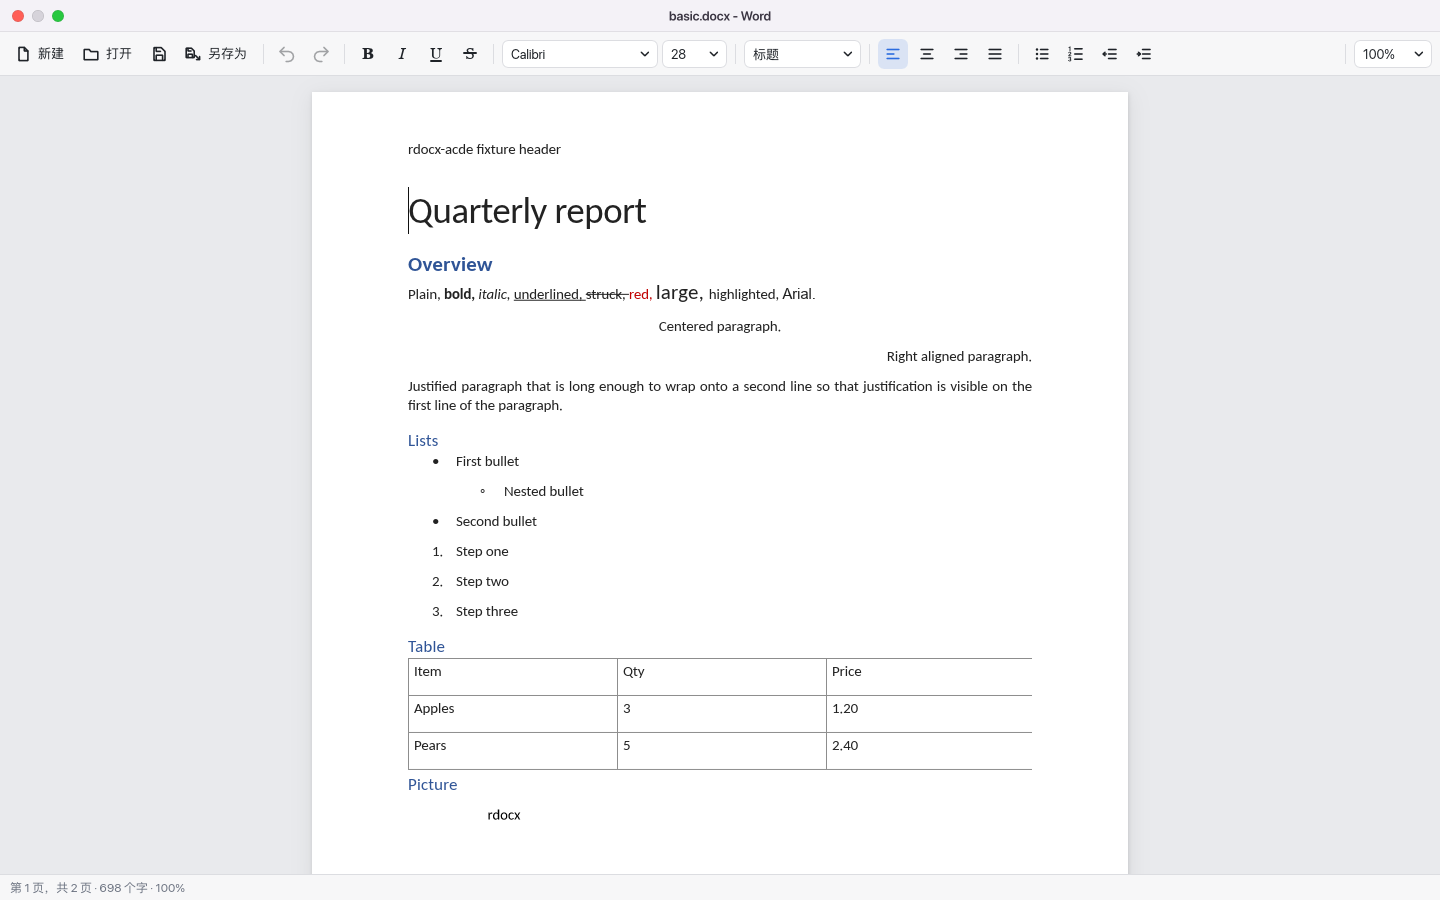 basic.docx - Word
新建 打开 另存为 B I U S Calibri 28 标题 100%
rdocx-acde fixture header
Quarterly report
Overview
Plain, bold, italic, underlined, struck, red, large, highlighted, Arial.
Centered paragraph.
Right aligned paragraph.
Justified paragraph that is long enough to wrap onto a second line so that justification is visible on the
first line of the paragraph.
Lists
• First bullet
◦ Nested bullet
• Second bullet
1. Step one
2. Step two
3. Step three
Table
Item Qty Price
Apples 3 1.20
Pears 5 2.40
Picture
rdocx
第 1 页，共 2 页 · 698 个字 · 100%